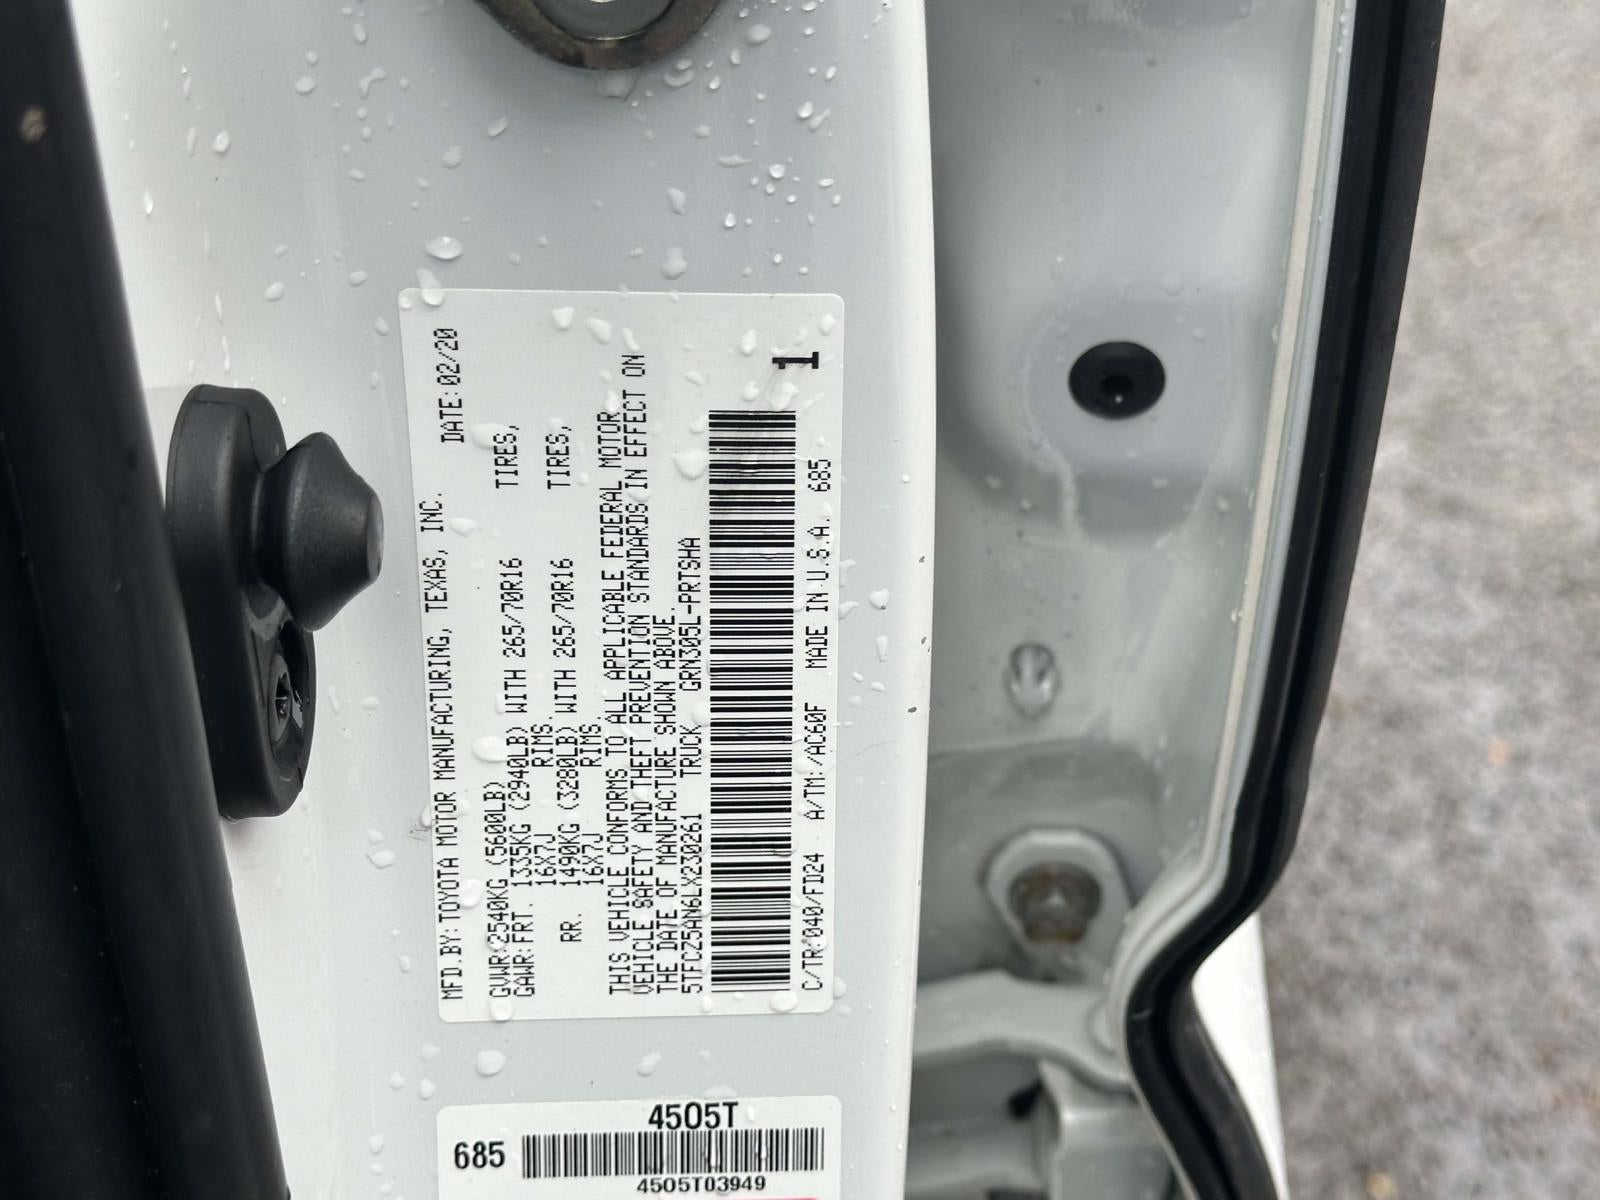 MFD.BY:TOYOTA MOTOR MANUFACTURING, TEXAS, INC. DATE:02/20
GVWR:2540KG (5600LB)
GAWR:FRT. 1335KG (2940LB) WITH 265/70R16 TIRES,
16X7J RIMS.
RR. 1490KG (3280LB) WITH 265/70R16 TIRES,
16X7J RIMS.
THIS VEHICLE CONFORMS TO ALL APPLICABLE FEDERAL MOTOR
VEHICLE SAFETY AND THEFT PREVENTION STANDARDS IN EFFECT ON
THE DATE OF MANUFACTURE SHOWN ABOVE.
5TFCZ5AN6LX230261 TRUCK GRN305L-PRTSHA
1
C/TR:040/FD24 A/TM:/AC60F MADE IN U.S.A. 685
4505T
685
4505T03949